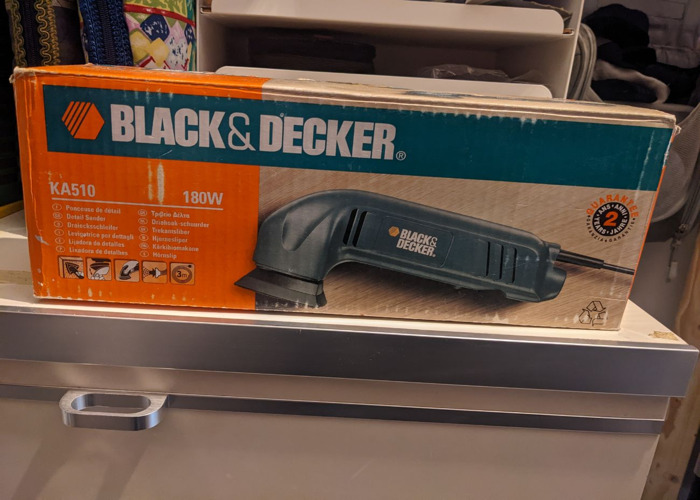 BLACK & DECKER®
KA510
180W
Ponceuse de détail
Detail Sander
Dreieckschleifer
Levigatrice per dettagli
Lijadora de detalles
Lixadora de detalhes
Τριβείο Δέλτα
Driehoek schuurder
Trekantsliber
Hjørnesliper
Kärkihiomakone
Hörnslip
3m
BLACK&
DECKER
GUARANTEE
2